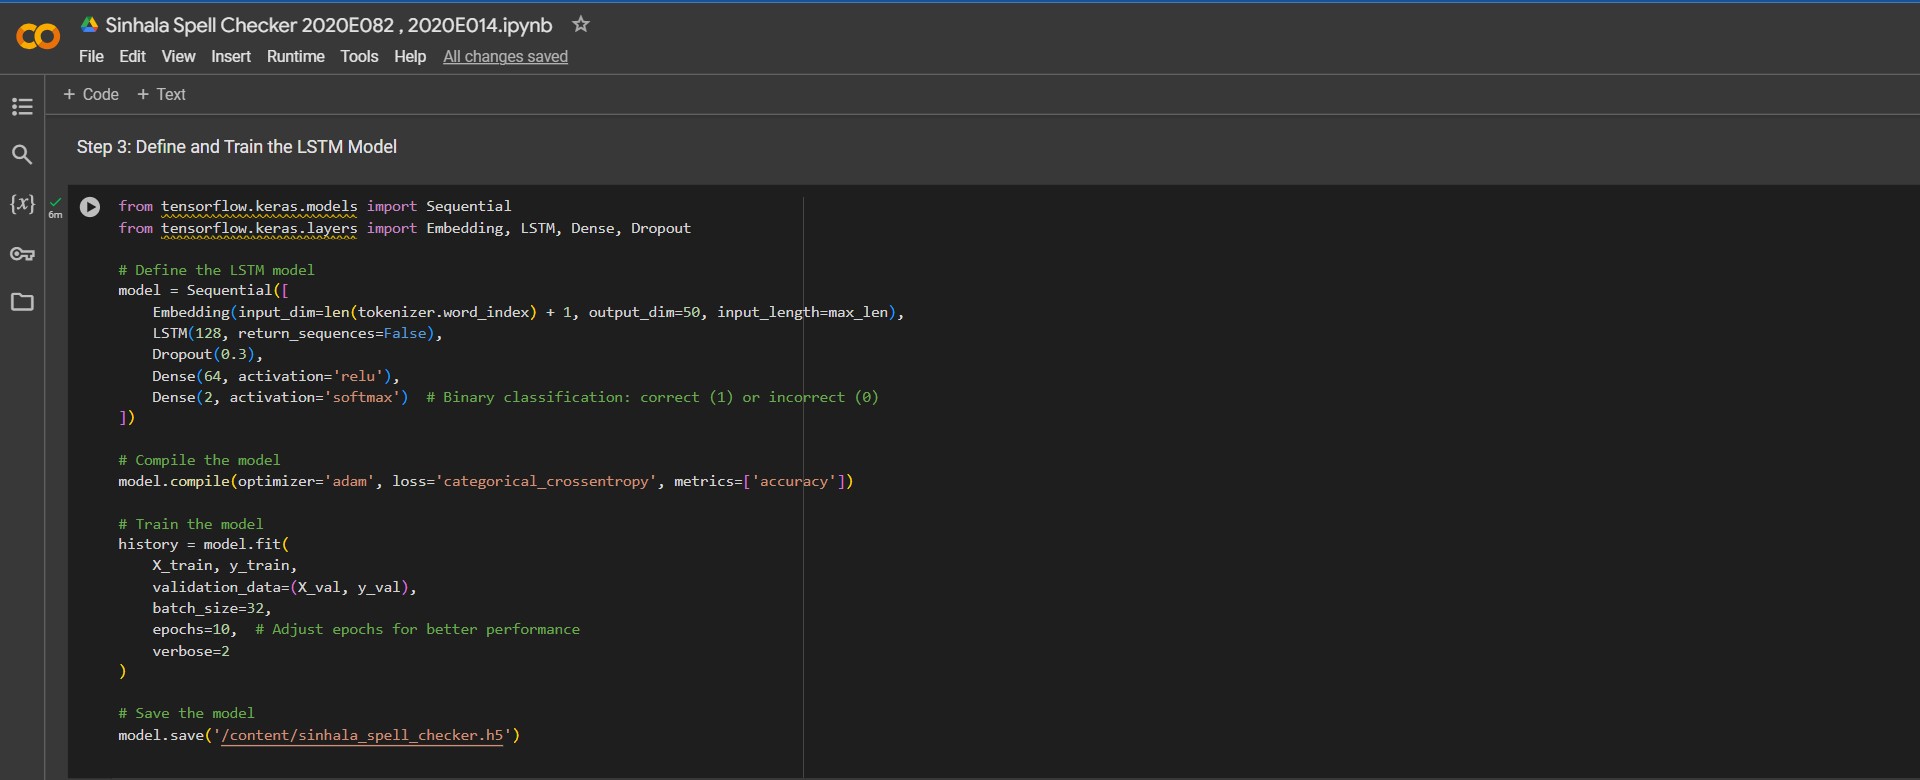 Sinhala Spell Checker 2020E082 , 2020E014.ipynb
File Edit View Insert Runtime Tools Help All changes saved
+ Code + Text
Step 3: Define and Train the LSTM Model
{x}
6m
from tensorflow.keras.models import Sequential
from tensorflow.keras.layers import Embedding, LSTM, Dense, Dropout
# Define the LSTM model
model = Sequential([
    Embedding(input_dim=len(tokenizer.word_index) + 1, output_dim=50, input_length=max_len),
    LSTM(128, return_sequences=False),
    Dropout(0.3),
    Dense(64, activation='relu'),
    Dense(2, activation='softmax')  # Binary classification: correct (1) or incorrect (0)
])
# Compile the model
model.compile(optimizer='adam', loss='categorical_crossentropy', metrics=['accuracy'])
# Train the model
history = model.fit(
    X_train, y_train,
    validation_data=(X_val, y_val),
    batch_size=32,
    epochs=10,  # Adjust epochs for better performance
    verbose=2
)
# Save the model
model.save('/content/sinhala_spell_checker.h5')